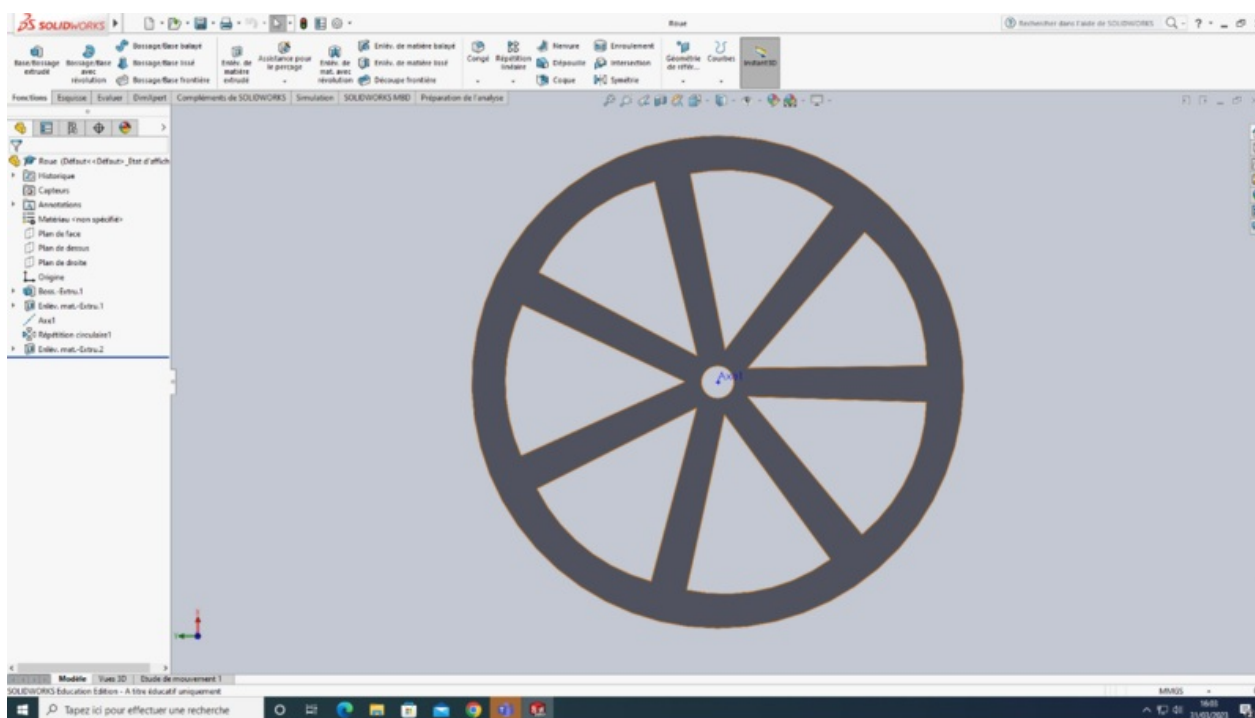 SOLIDWORKS
Roue
Rechercher dans l'aide de SOLIDWORKS
Base/Bossage extrudé
Bossage/Base avec révolution
Bossage/Base balayé
Bossage/Base lissé
Bossage/Base frontière
Enlèv. de matière extrudé
Assistance pour le perçage
Enlèv. de mat. avec révolution
Enlèv. de matière balayé
Enlèv. de matière lissé
Découpe frontière
Congé
Répétition linéaire
Nervure
Dépouille
Coque
Enroulement
Intersection
Symétrie
Géométrie de référ...
Courbes
Instant3D
Fonctions
Esquisse
Evaluer
DimXpert
Compléments de SOLIDWORKS
Simulation
SOLIDWORKS MBD
Préparation de l'analyse
Roue (Défaut<<Défaut>_Etat d'affich
Historique
Capteurs
Annotations
Matériau <non spécifié>
Plan de face
Plan de dessus
Plan de droite
Origine
Boss.-Extru.1
Enlèv. mat.-Extru.1
Axe1
Répétition circulaire1
Enlèv. mat.-Extru.2
Axe1
Modèle
Vues 3D
Etude de mouvement 1
SOLIDWORKS Education Edition - A titre éducatif uniquement
MMGS
Tapez ici pour effectuer une recherche
16:03
31/03/2023